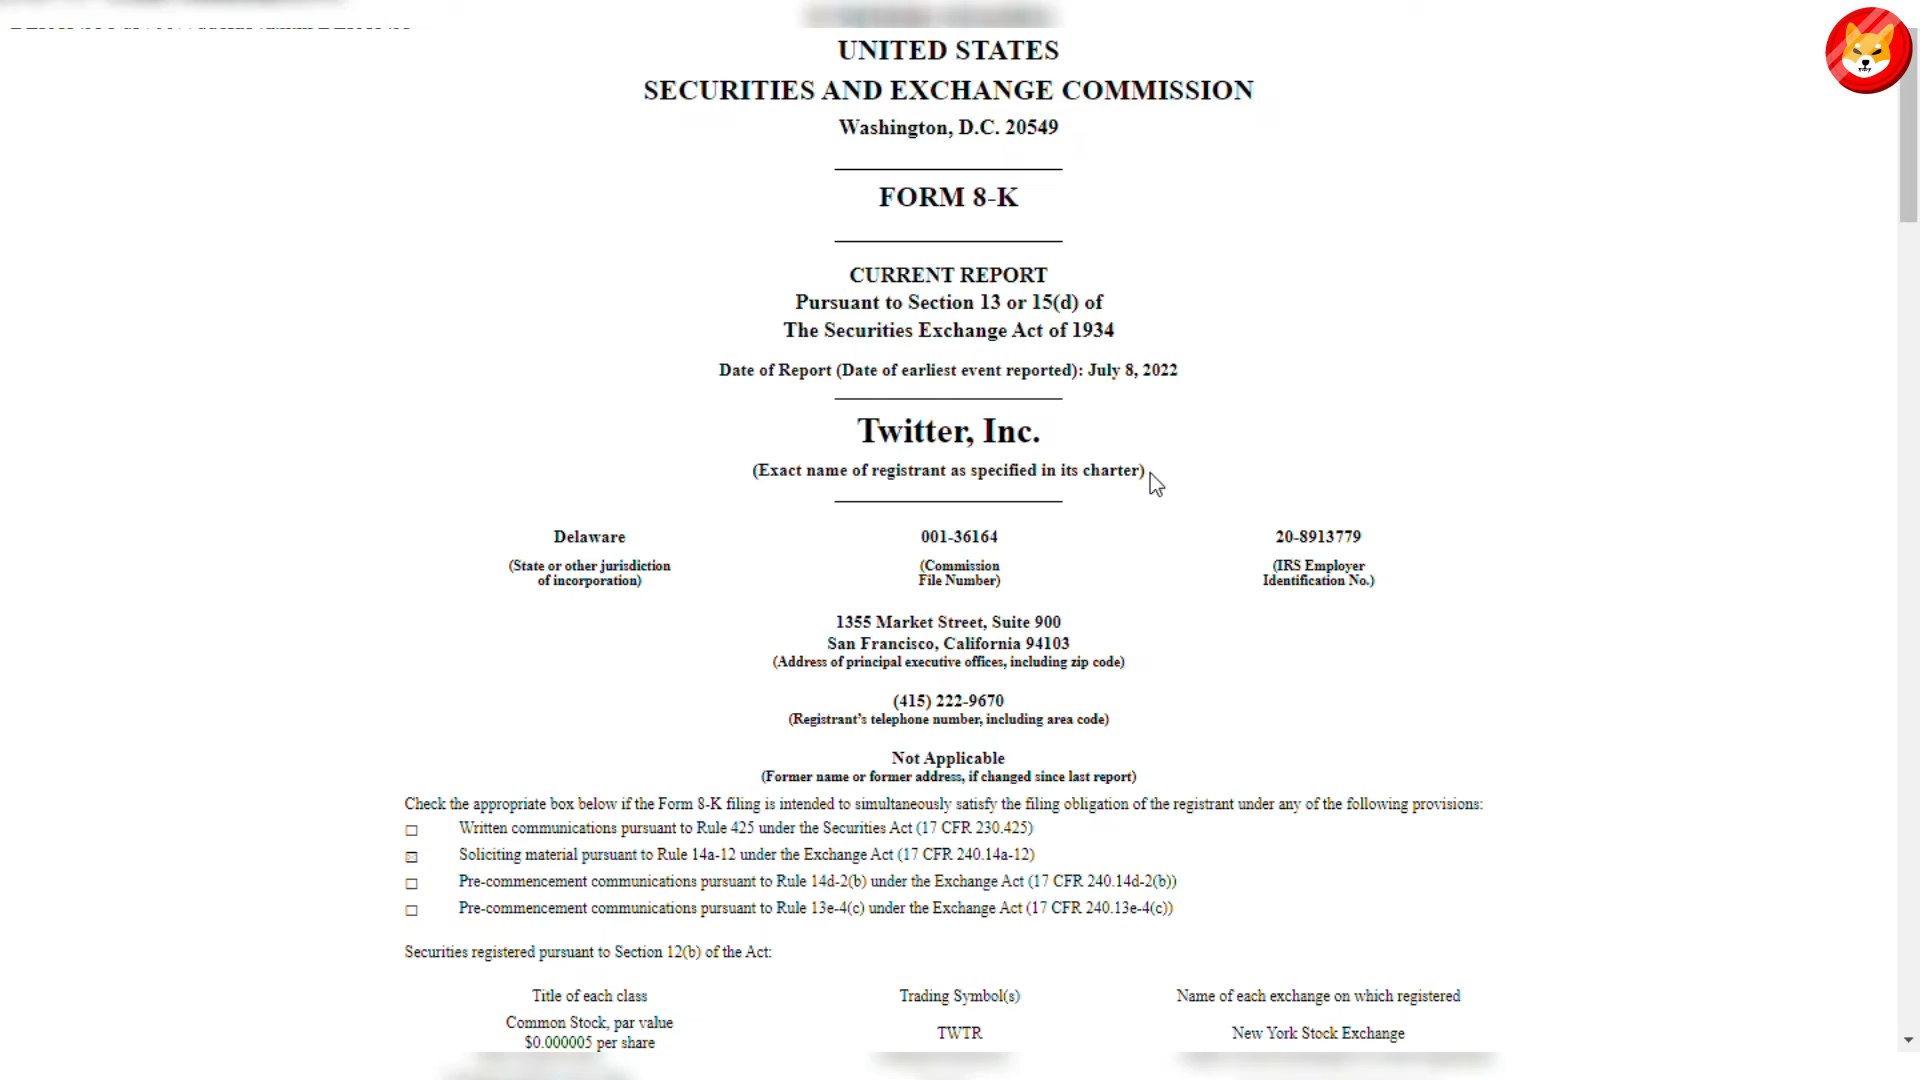 UNITED STATES
SECURITIES AND EXCHANGE COMMISSION
Washington, D.C. 20549
FORM 8-K
CURRENT REPORT
Pursuant to Section 13 or 15(d) of
The Securities Exchange Act of 1934
Date of Report (Date of earliest event reported): July 8, 2022
Twitter, Inc.
(Exact name of registrant as specified in its charter)
Delaware 001-36164 20-8913779
(State or other jurisdiction (Commission (IRS Employer
of incorporation) File Number) Identification No.)
1355 Market Street, Suite 900
San Francisco, California 94103
(Address of principal executive offices, including zip code)
(415) 222-9670
(Registrant’s telephone number, including area code)
Not Applicable
(Former name or former address, if changed since last report)
Check the appropriate box below if the Form 8-K filing is intended to simultaneously satisfy the filing obligation of the registrant under any of the following provisions:
☐ Written communications pursuant to Rule 425 under the Securities Act (17 CFR 230.425)
☒ Soliciting material pursuant to Rule 14a-12 under the Exchange Act (17 CFR 240.14a-12)
☐ Pre-commencement communications pursuant to Rule 14d-2(b) under the Exchange Act (17 CFR 240.14d-2(b))
☐ Pre-commencement communications pursuant to Rule 13e-4(c) under the Exchange Act (17 CFR 240.13e-4(c))
Securities registered pursuant to Section 12(b) of the Act:
Title of each class Trading Symbol(s) Name of each exchange on which registered
Common Stock, par value
$0.000005 per share TWTR New York Stock Exchange